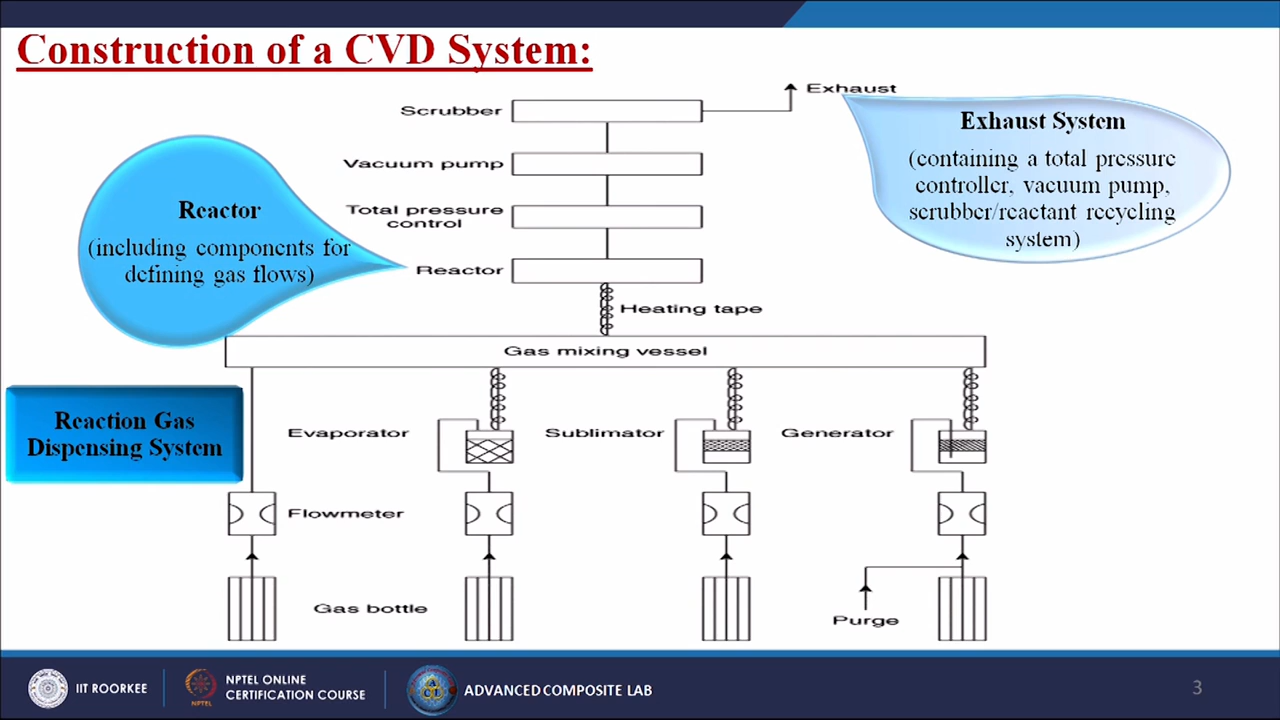 Construction of a CVD System:
Exhaust
Scrubber
Exhaust System
(containing a total pressure
controller, vacuum pump,
scrubber/reactant recycling
system)
Vacuum pump
Reactor
(including components for
defining gas flows)
Total pressure
control
Reactor
Heating tape
Gas mixing vessel
Reaction Gas
Dispensing System
Evaporator
Sublimator
Generator
Flowmeter
Gas bottle
Purge
IIT ROORKEE
NPTEL
NPTEL ONLINE
CERTIFICATION COURSE
ACL
ADVANCED COMPOSITE LAB
3